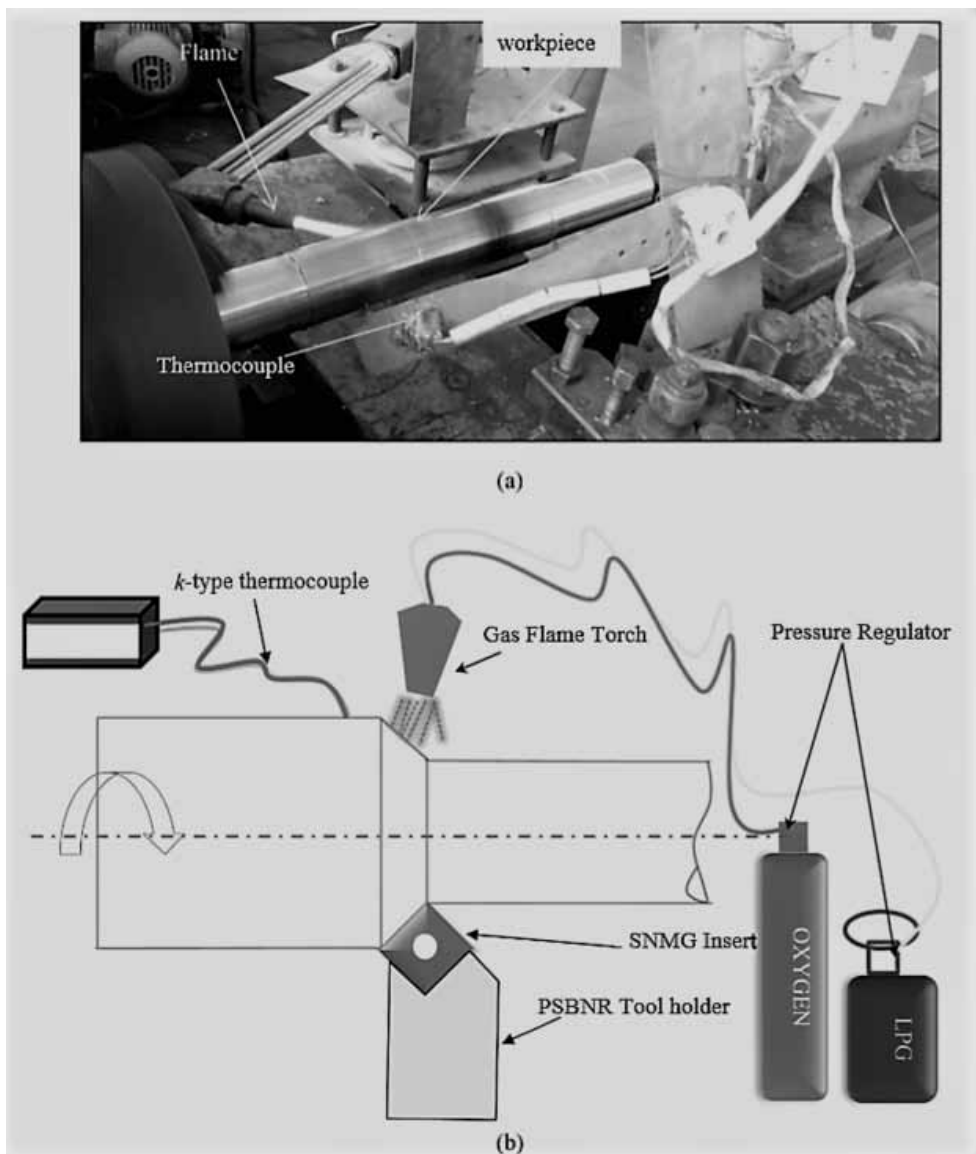 workpiece
Flame
Thermocouple
(a)
k-type thermocouple
Gas Flame Torch
Pressure Regulator
SNMG Insert
OXYGEN
PSBNR Tool holder
LPG
(b)